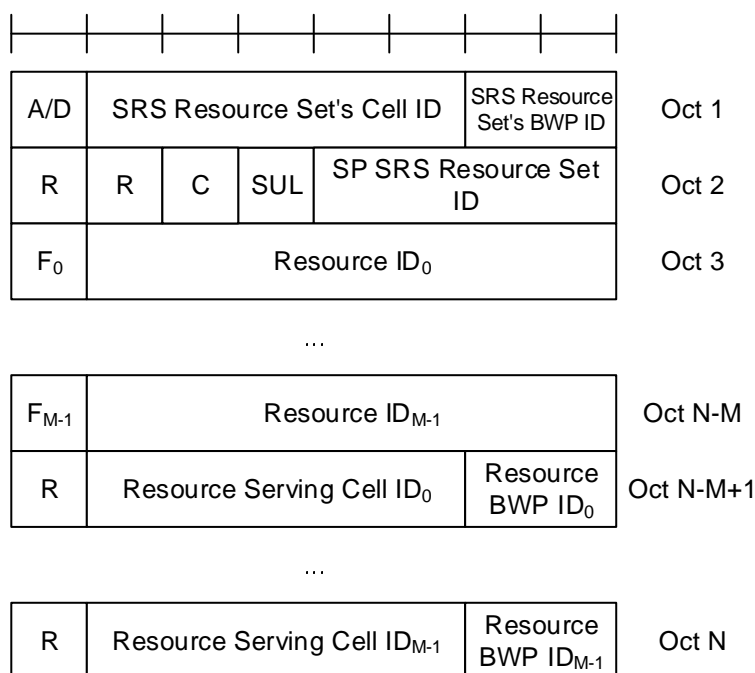 A/D SRS Resource Set's Cell ID SRS Resource Set's BWP ID Oct 1
R R C SUL SP SRS Resource Set ID Oct 2
F0 Resource ID0 Oct 3
...
FM-1 Resource IDM-1 Oct N-M
R Resource Serving Cell ID0 Resource BWP ID0 Oct N-M+1
...
R Resource Serving Cell IDM-1 Resource BWP IDM-1 Oct N